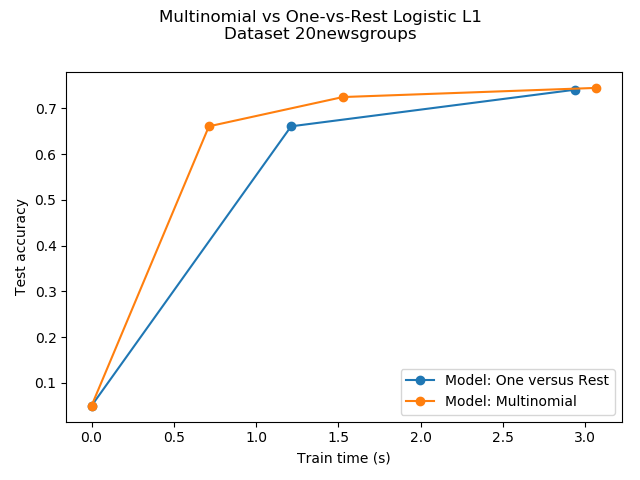 Multinomial vs One-vs-Rest Logistic L1
Dataset 20newsgroups
0.7
0.6
0.5
0.4
0.3
0.2
0.1
Test accuracy
Model: One versus Rest
Model: Multinomial
0.0 0.5 1.0 1.5 2.0 2.5 3.0
Train time (s)